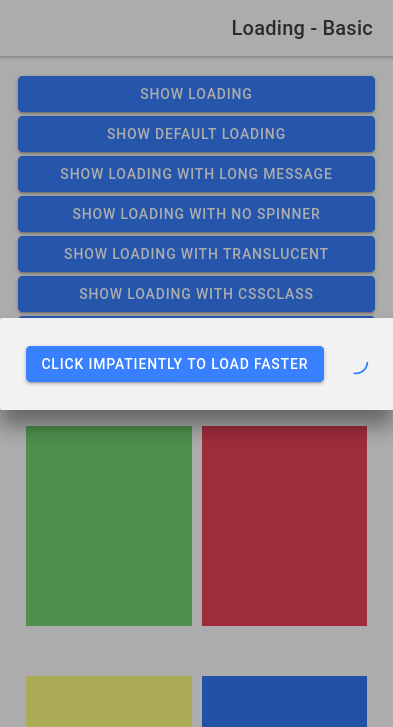 Loading - Basic
SHOW LOADING
SHOW DEFAULT LOADING
SHOW LOADING WITH LONG MESSAGE
SHOW LOADING WITH NO SPINNER
SHOW LOADING WITH TRANSLUCENT
SHOW LOADING WITH CSSCLASS
CLICK IMPATIENTLY TO LOAD FASTER